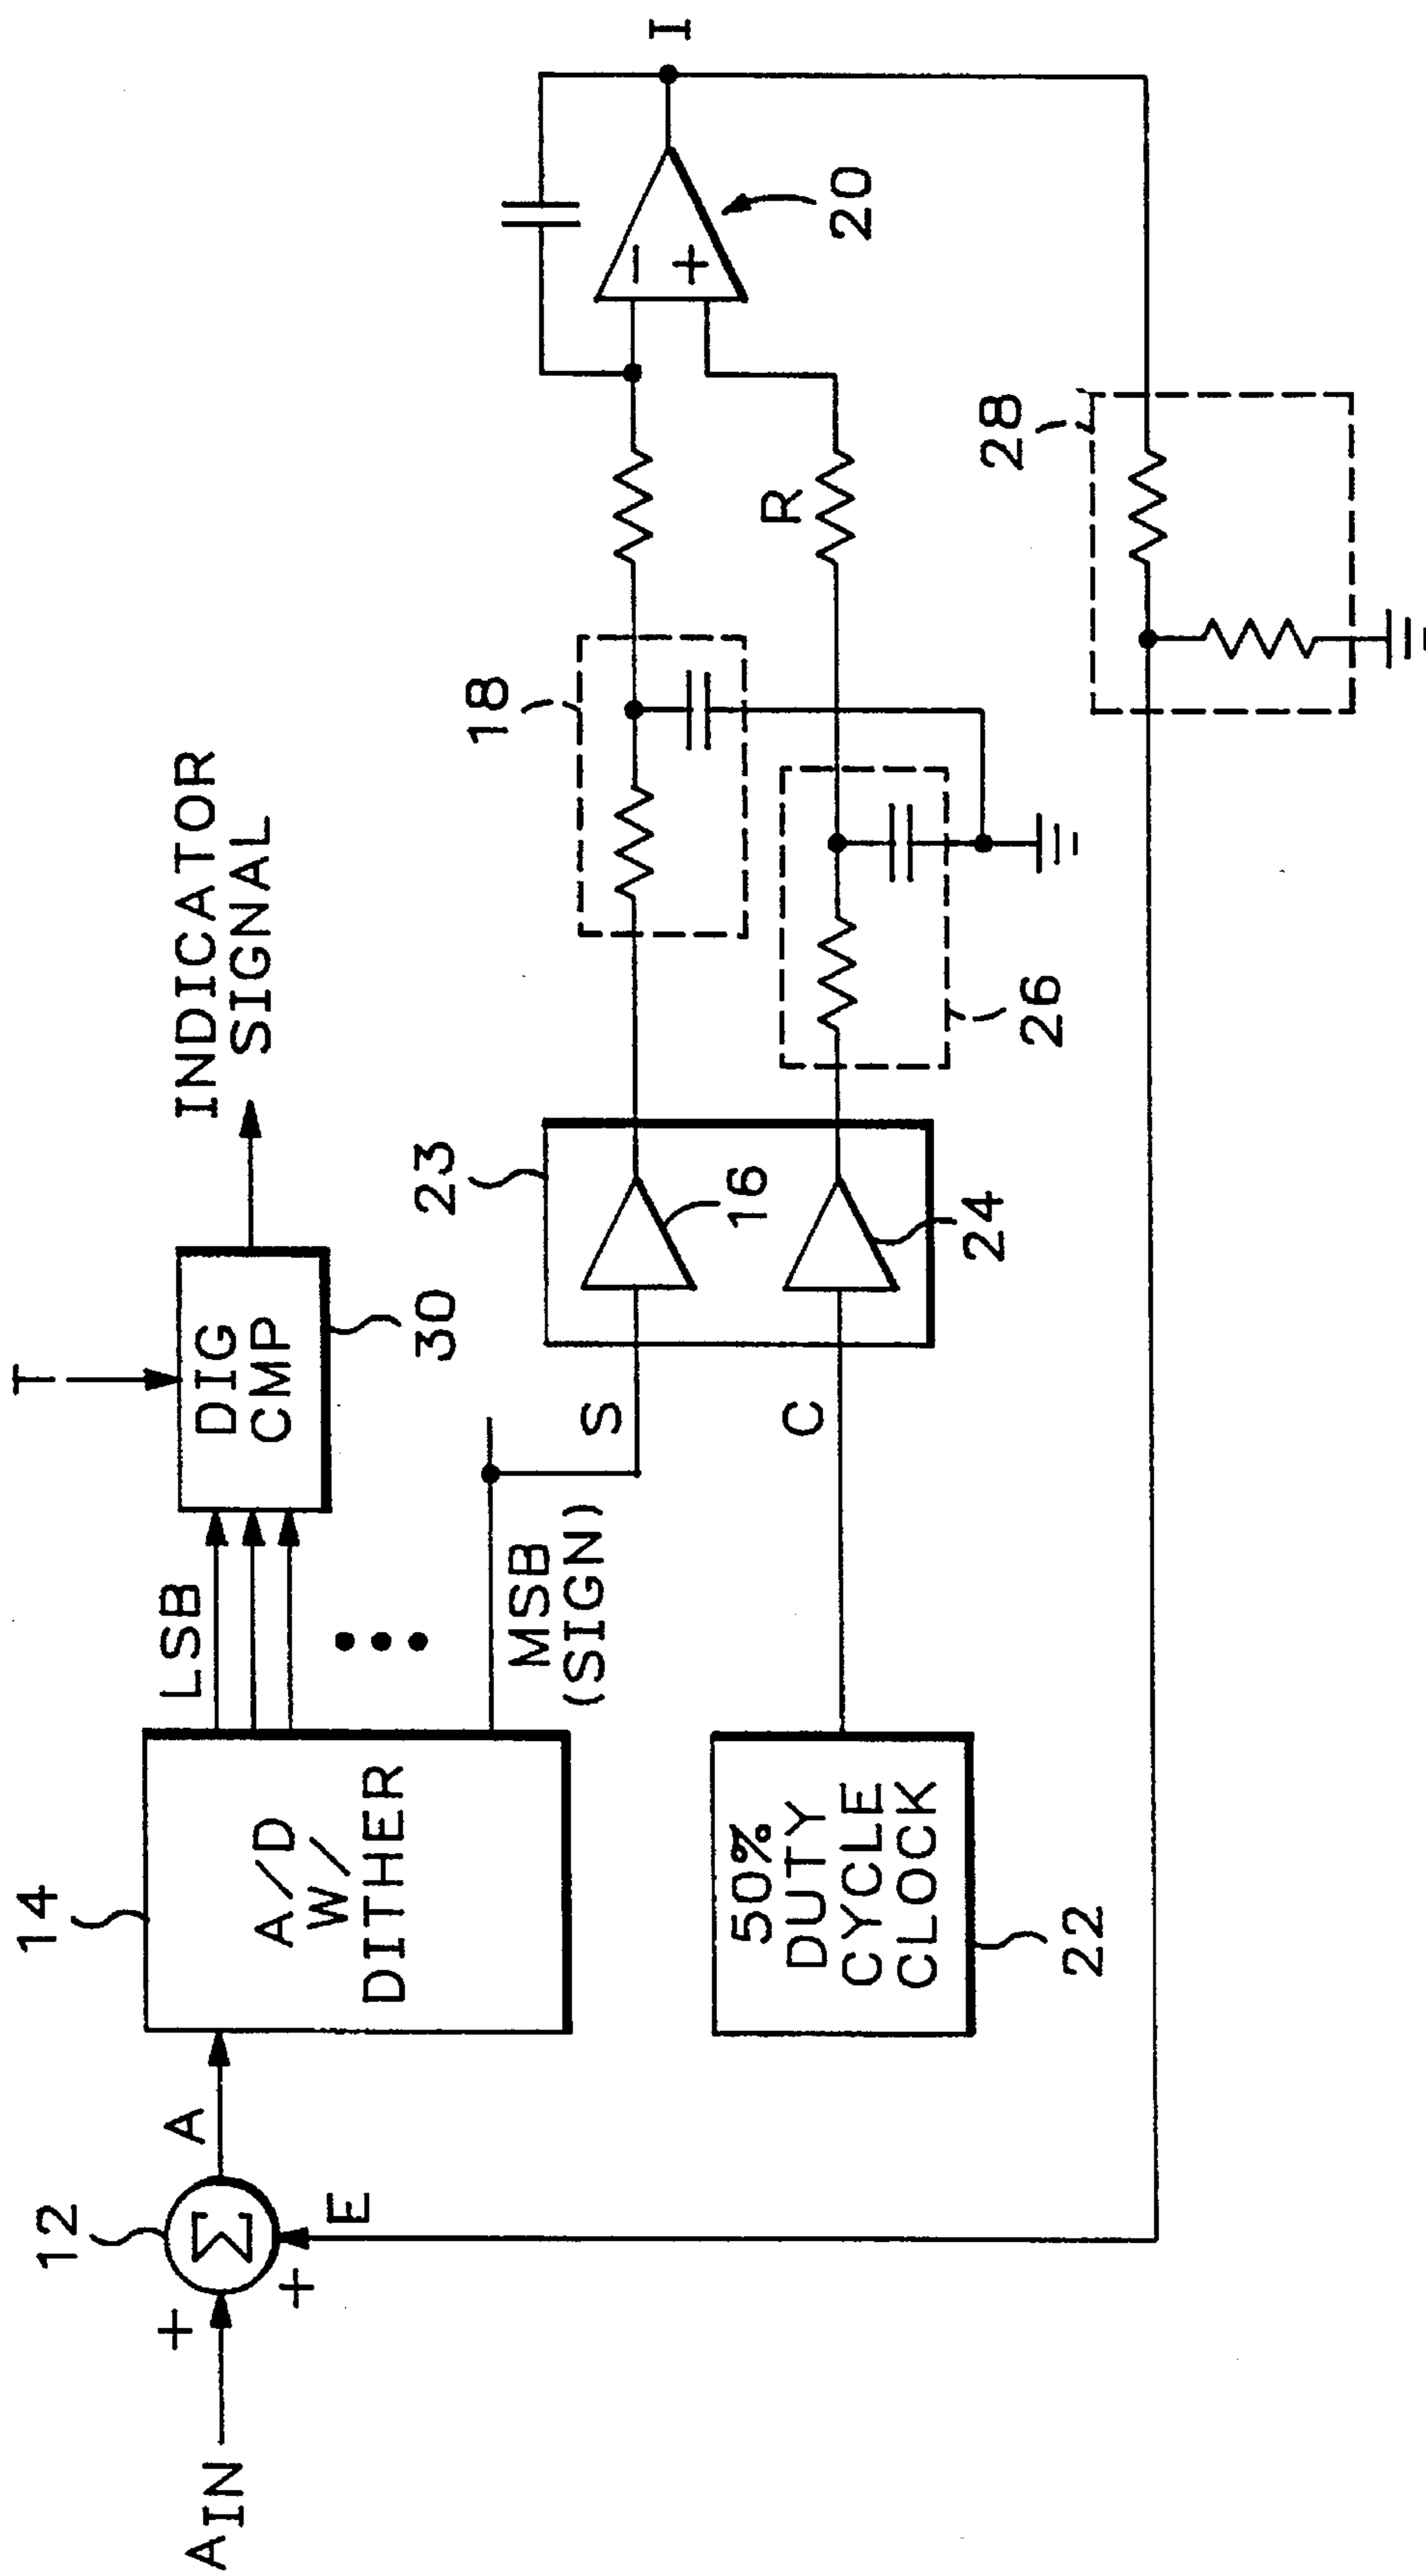 A_IN
+
+
12
Σ
A
E
14
A/D
W/
DITHER
LSB
MSB
(SIGN)
T
DIG
CMP
30
INDICATOR
SIGNAL
50%
DUTY
CYCLE
CLOCK
22
S
C
23
16
24
18
26
R
−
+
20
I
28